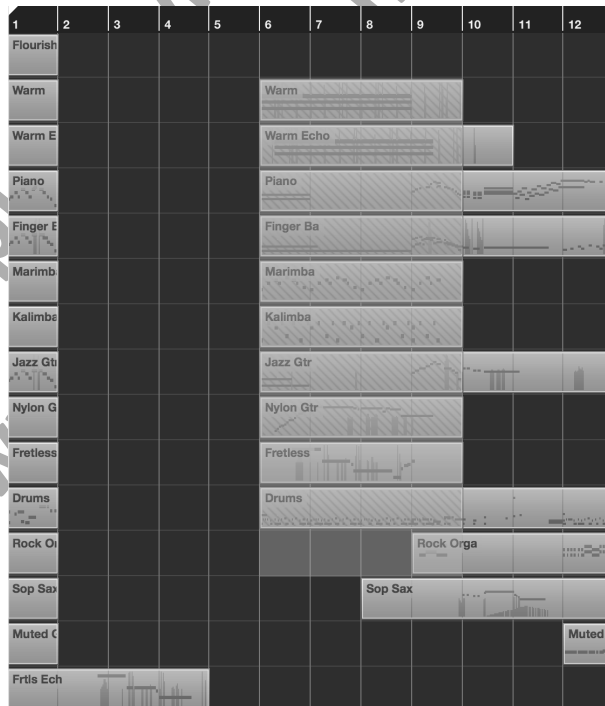 1 2 3 4 5 6 7 8 9 10 11 12
Flourish
Warm Warm
Warm E Warm Echo
Piano Piano
Finger B Finger Ba
Marimb Marimba
Kalimba Kalimba
Jazz Gtr Jazz Gtr
Nylon G Nylon Gtr
Fretless Fretless
Drums Drums
Rock Or Rock Orga
Sop Sax Sop Sax
Muted G Muted
Frtls Ech